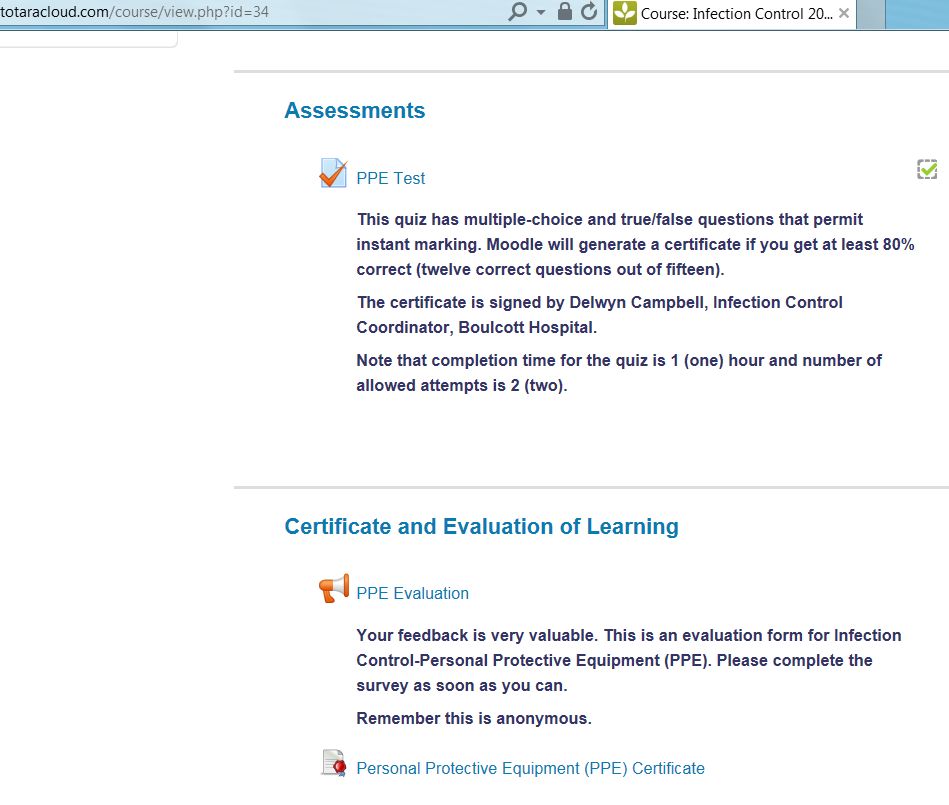 totaracloud.com/course/view.php?id=34
Course: Infection Control 20...
Assessments
PPE Test
This quiz has multiple-choice and true/false questions that permit
instant marking. Moodle will generate a certificate if you get at least 80%
correct (twelve correct questions out of fifteen).
The certificate is signed by Delwyn Campbell, Infection Control
Coordinator, Boulcott Hospital.
Note that completion time for the quiz is 1 (one) hour and number of
allowed attempts is 2 (two).
Certificate and Evaluation of Learning
PPE Evaluation
Your feedback is very valuable. This is an evaluation form for Infection
Control-Personal Protective Equipment (PPE). Please complete the
survey as soon as you can.
Remember this is anonymous.
Personal Protective Equipment (PPE) Certificate